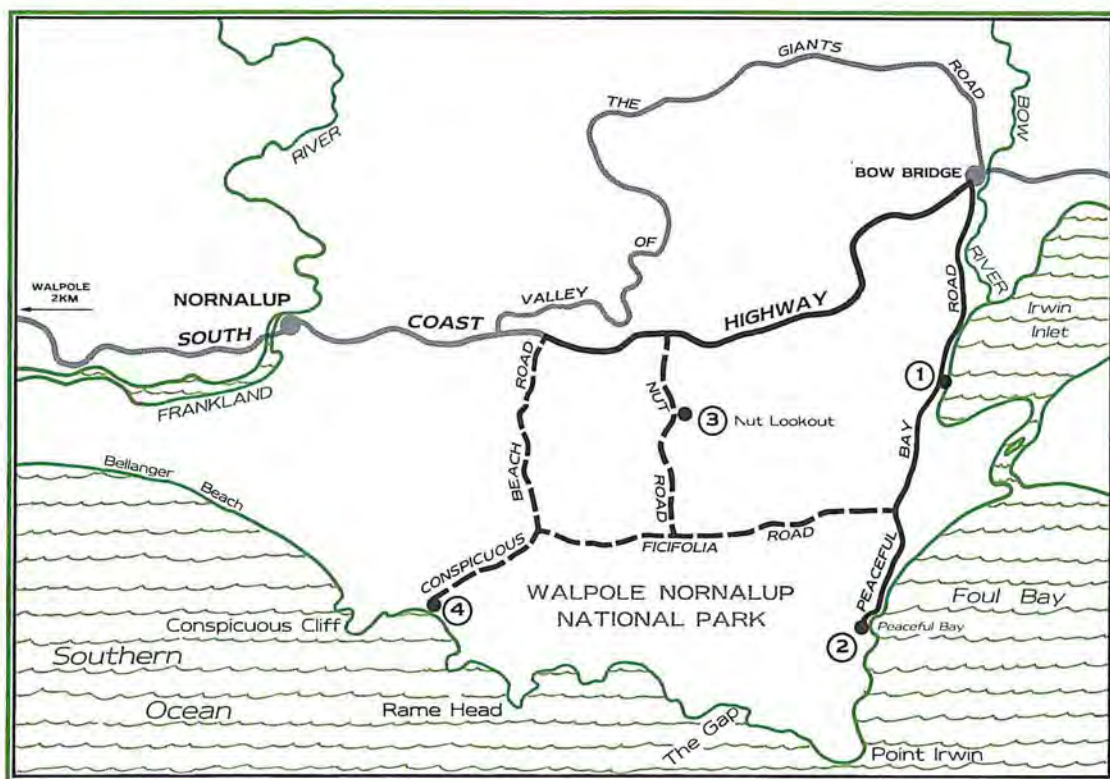 THE GIANTS ROAD
BOW
RIVER
BOW BRIDGE
OF
VALLEY
WALPOLE
2KM
NORNALUP
RIVER
ROAD
Irwin
Inlet
SOUTH COAST HIGHWAY
ROAD
NUT
1
3 Nut Lookout
FRANKLAND
BAY
BEACH
ROAD
Bellanger
Beach
FICIFOLIA ROAD
CONSPICUOUS
PEACEFUL
WALPOLE NORNALUP
NATIONAL PARK
Foul Bay
4
Conspicuous Cliff
Peaceful Bay
2
Southern
Ocean
Rame Head
The Gap
Point Irwin